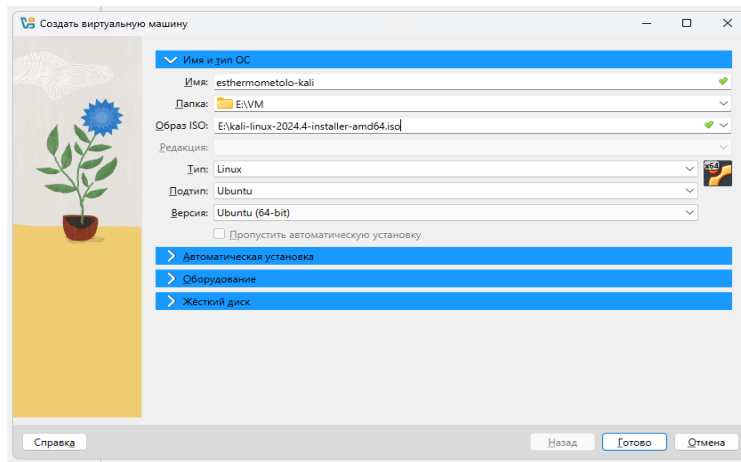 Создать виртуальную машину
Имя и тип ОС
Имя: esthermometolo-kali
Папка: E:\VM
Образ ISO: E:\kali-linux-2024.4-installer-amd64.iso
Редакция:
Тип: Linux
x64
Подтип: Ubuntu
Версия: Ubuntu (64-bit)
Пропустить автоматическую установку
Автоматическая установка
Оборудование
Жёсткий диск
Справка Назад Готово Отмена